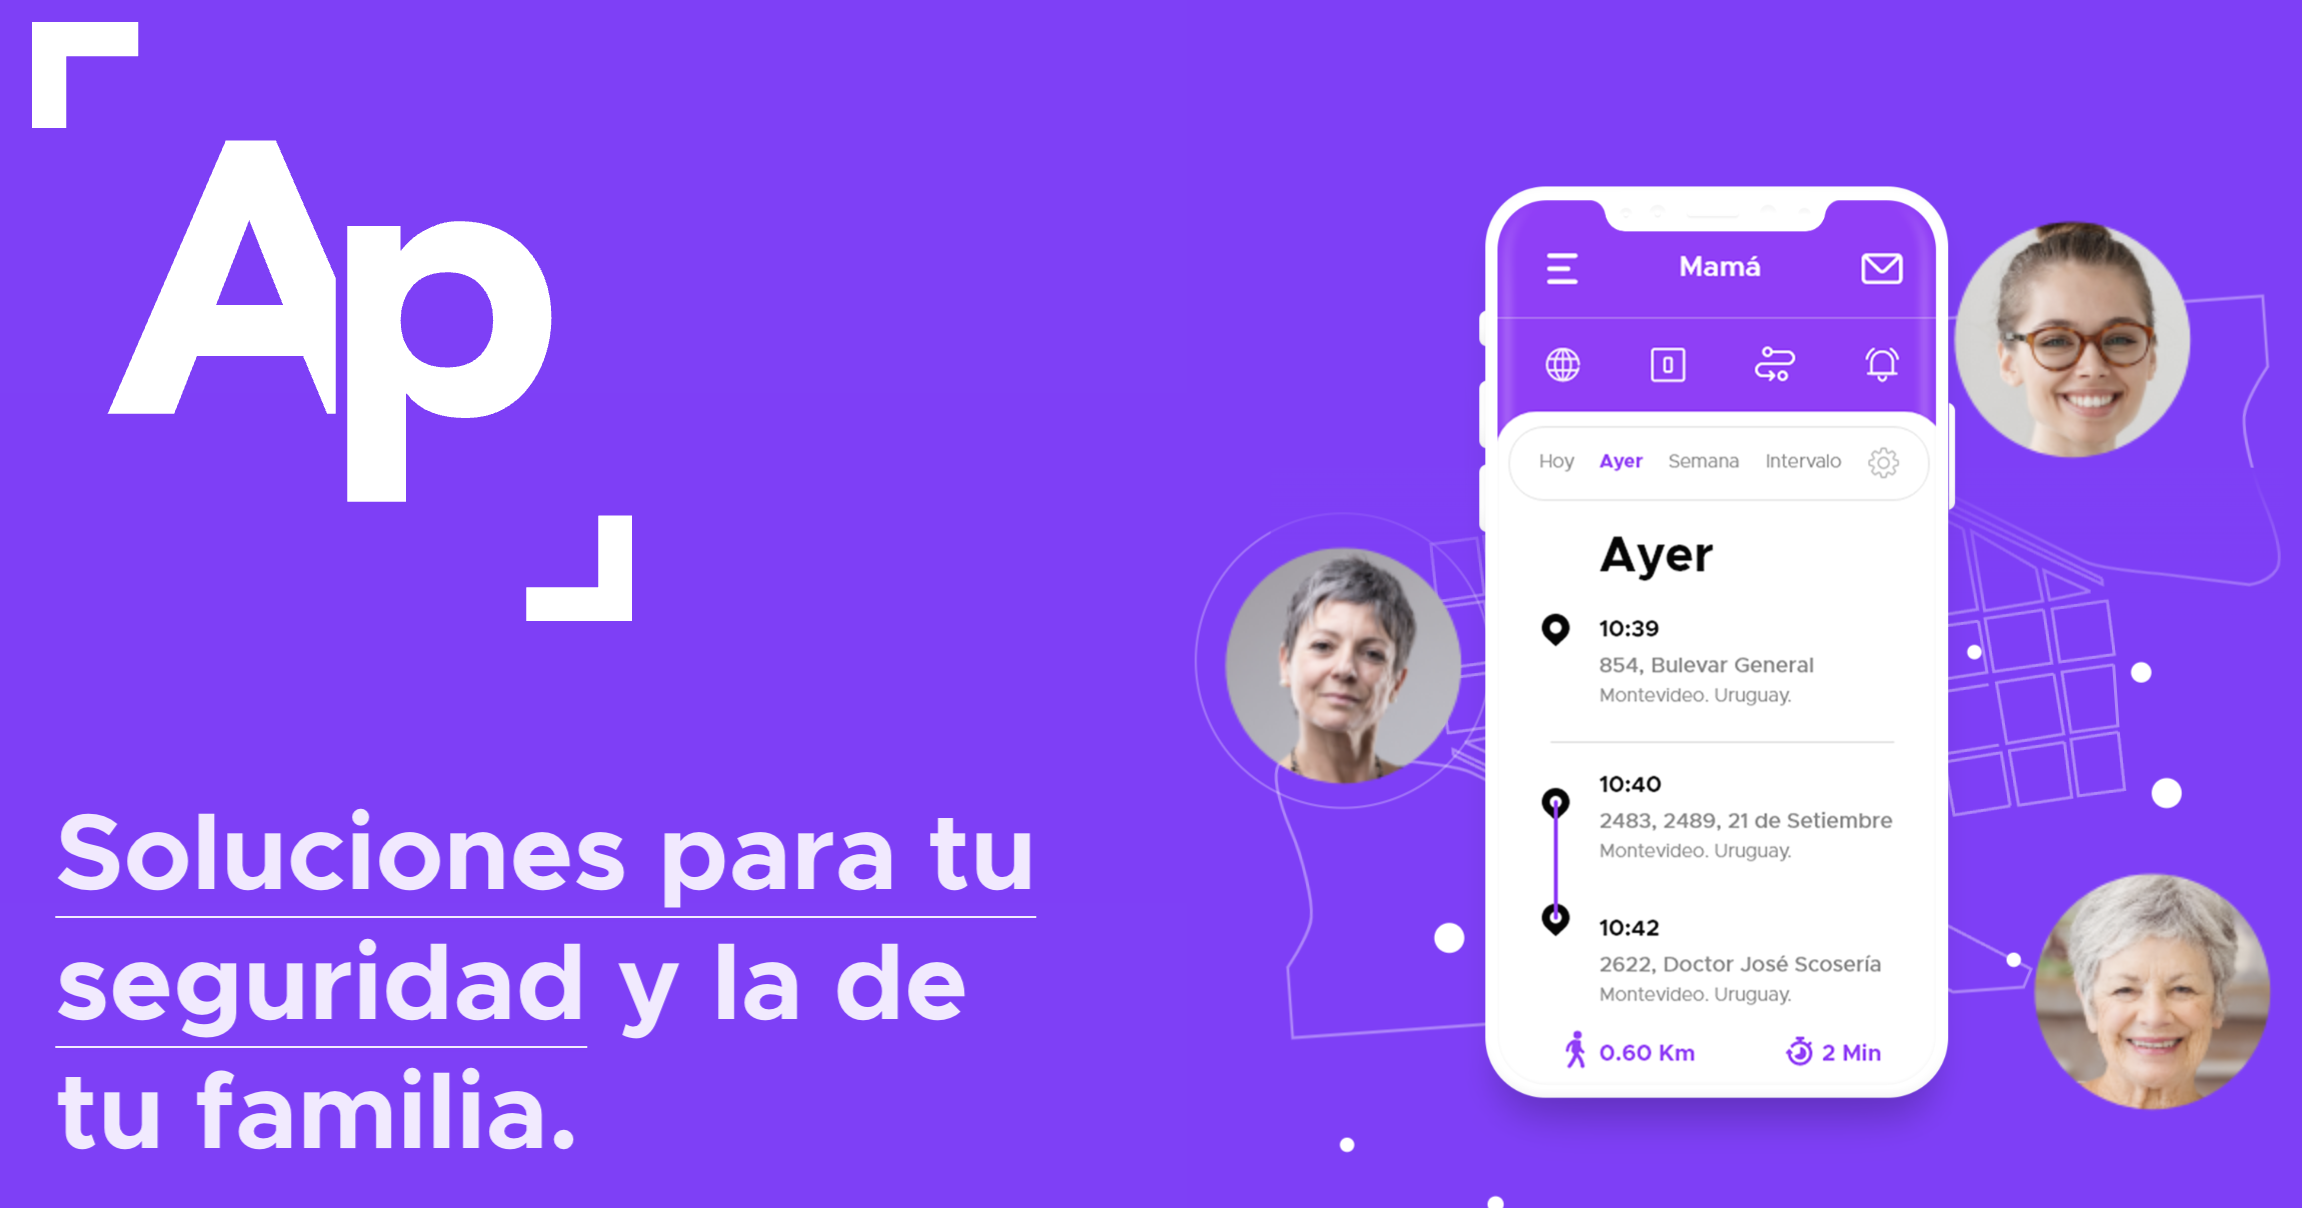 Ap
Soluciones para tu
seguridad y la de
tu familia.
Mamá
Hoy Ayer Semana Intervalo
Ayer
10:39
854, Bulevar General
Montevideo. Uruguay.
10:40
2483, 2489, 21 de Setiembre
Montevideo. Uruguay.
10:42
2622, Doctor José Scosería
Montevideo. Uruguay.
0.60 Km 2 Min